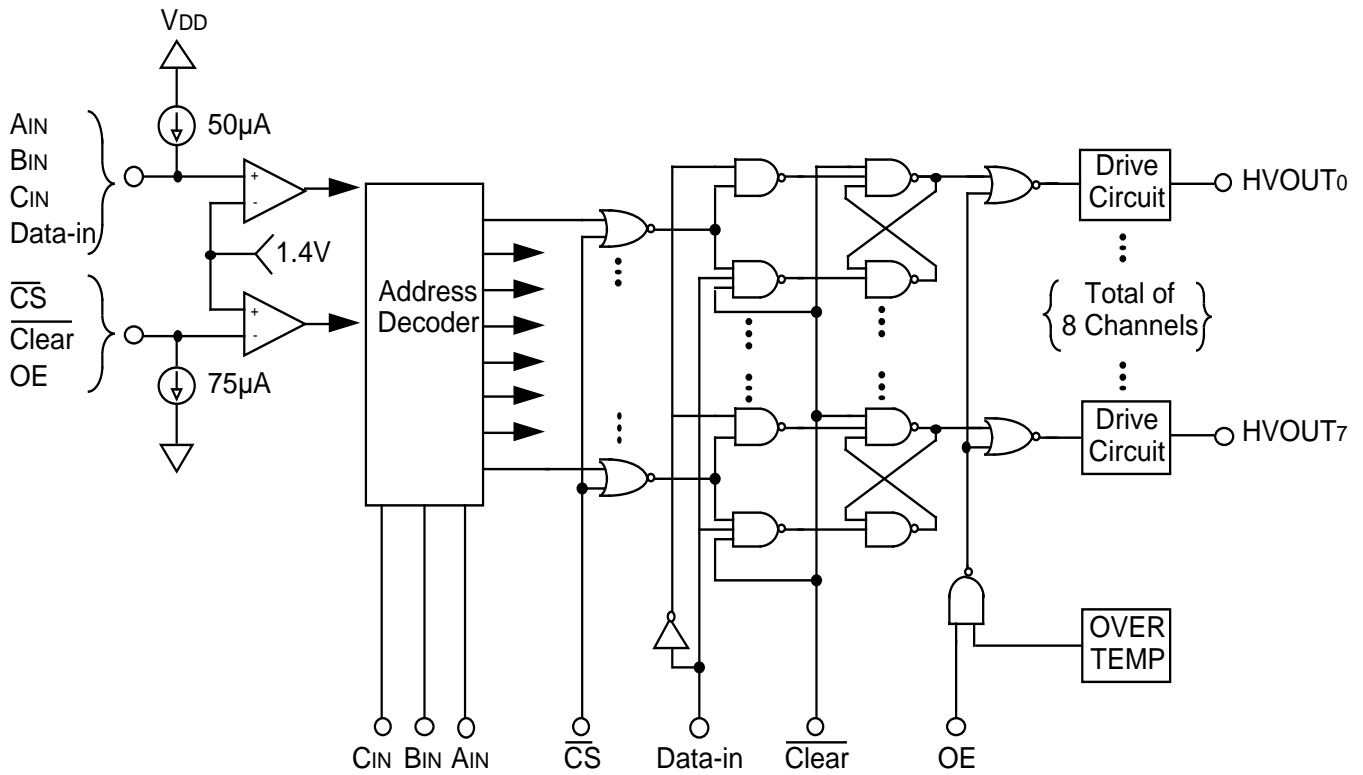 VDD
50µA
AIN
BIN
CIN
Data-in
+
-
1.4V
CS
Clear
OE
+
-
75µA
Address
Decoder
Drive
Circuit
HVOUT0
{ Total of
8 Channels }
Drive
Circuit
HVOUT7
OVER
TEMP
CIN BIN AIN CS Data-in Clear OE